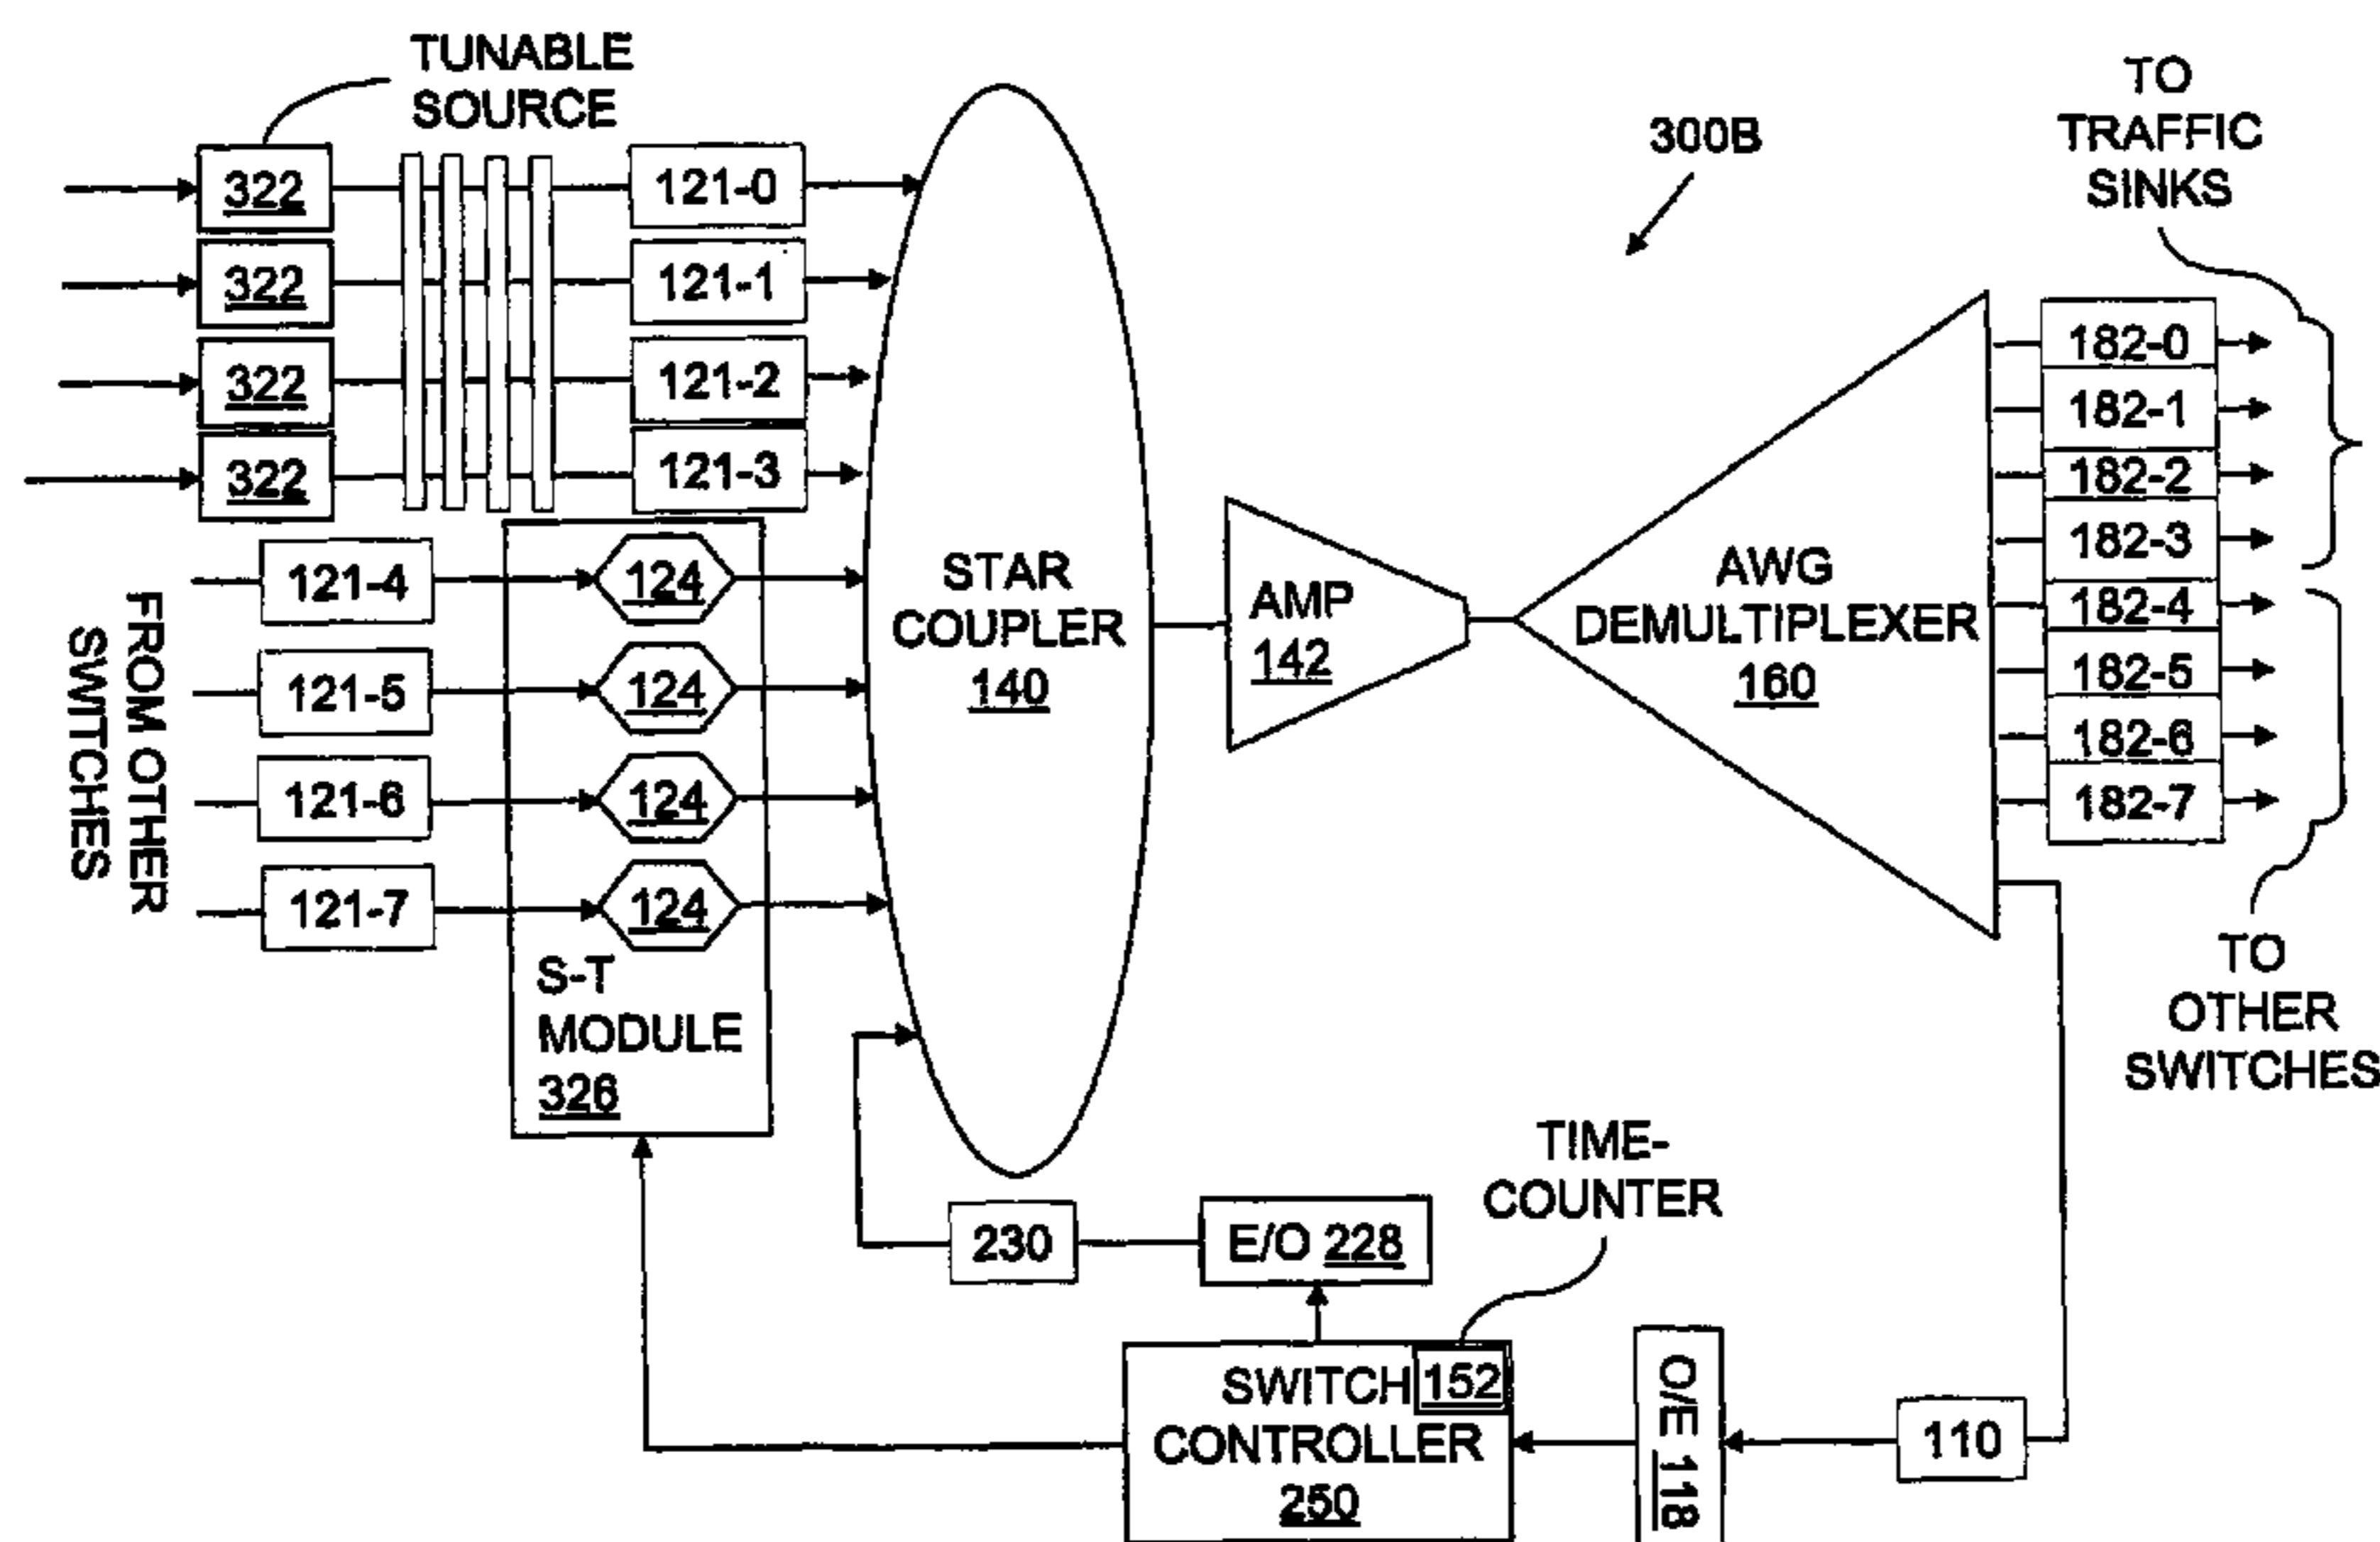 TUNABLE
SOURCE
322
322
322
322
121-0
121-1
121-2
121-3
FROM OTHER
SWITCHES
121-4
121-5
121-6
121-7
124
124
124
124
S-T
MODULE
326
STAR
COUPLER
140
AMP
142
300B
AWG
DEMULTIPLEXER
160
TO
TRAFFIC
SINKS
182-0
182-1
182-2
182-3
182-4
182-5
182-6
182-7
TO
OTHER
SWITCHES
230
E/O 228
TIME-
COUNTER
SWITCH 152
CONTROLLER
250
O/E 118
110